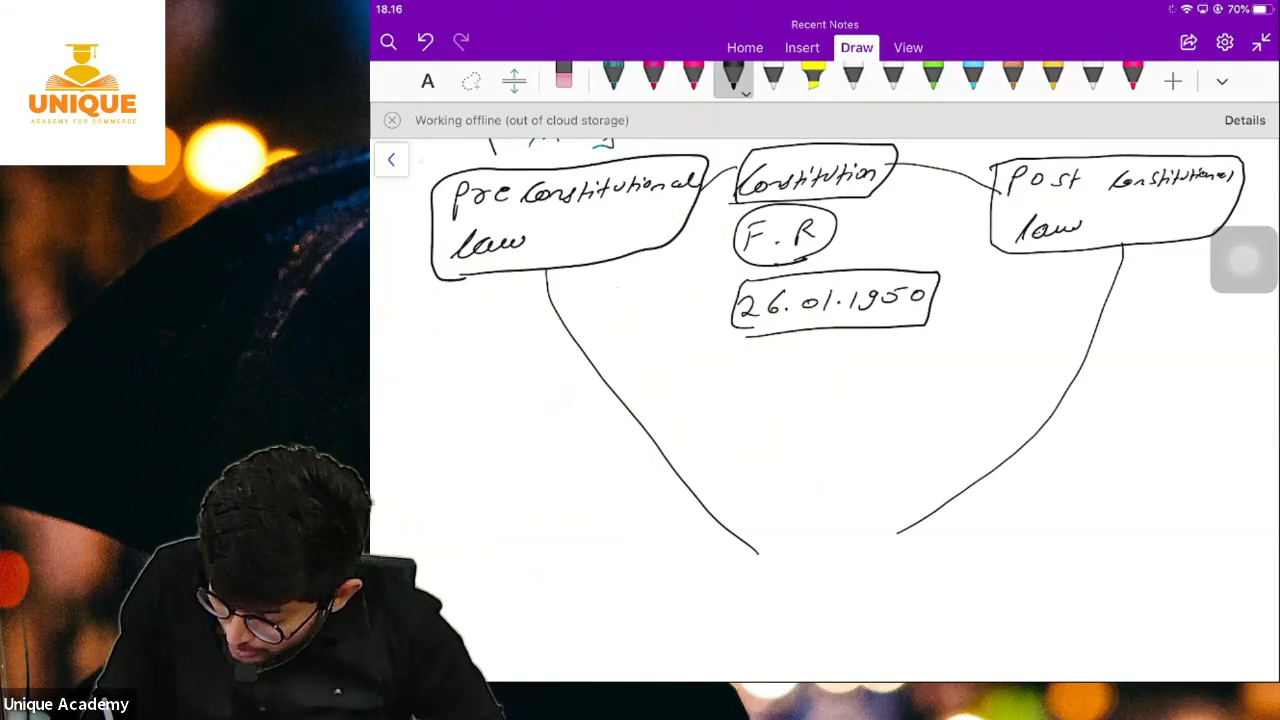 18.16
Recent Notes
70%
Home Insert Draw View
A
Working offline (out of cloud storage)
Details
UNIQUE
ACADEMY FOR COMMERCE
Pre Constitutional
law
Constitution
F.R
26.01.1950
Post Constitutional
law
Unique Academy